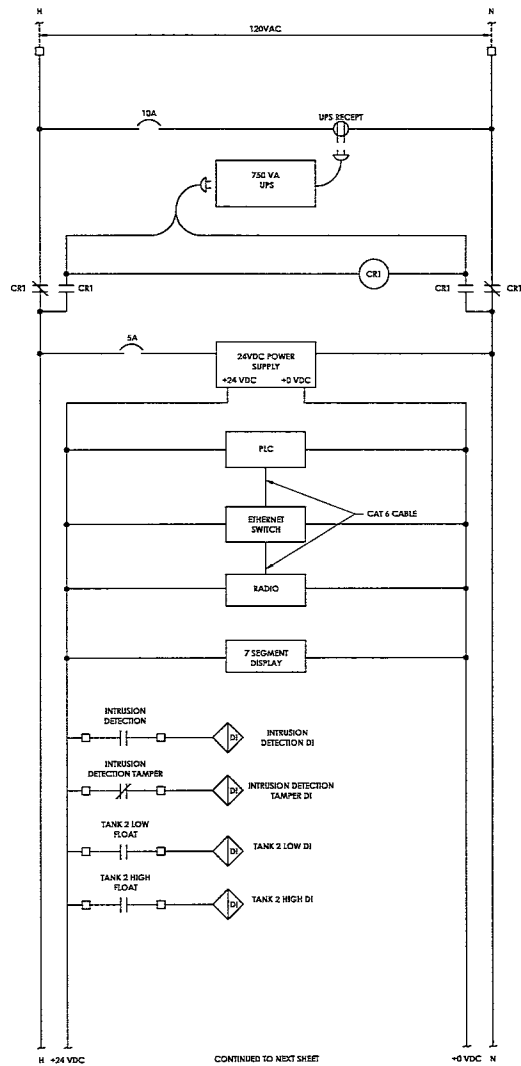 H
N
120VAC
10A
UPS RECEPT
750 VA
UPS
CR1
CR1
CR1
CR1
CR1
5A
24VDC POWER
SUPPLY
+24 VDC
+0 VDC
PLC
ETHERNET
SWITCH
CAT 6 CABLE
RADIO
7 SEGMENT
DISPLAY
INTRUSION
DETECTION
DI
INTRUSION
DETECTION DI
INTRUSION
DETECTION TAMPER
DI
INTRUSION DETECTION
TAMPER DI
TANK 2 LOW
FLOAT
DI
TANK 2 LOW DI
TANK 2 HIGH
FLOAT
DI
TANK 2 HIGH DI
H
+24 VDC
CONTINUED TO NEXT SHEET
+0 VDC
N